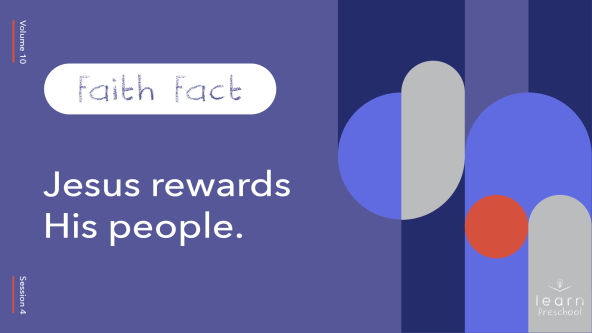 Volume 10
Faith Fact
Jesus rewards
His people.
Session 4
learn
Preschool